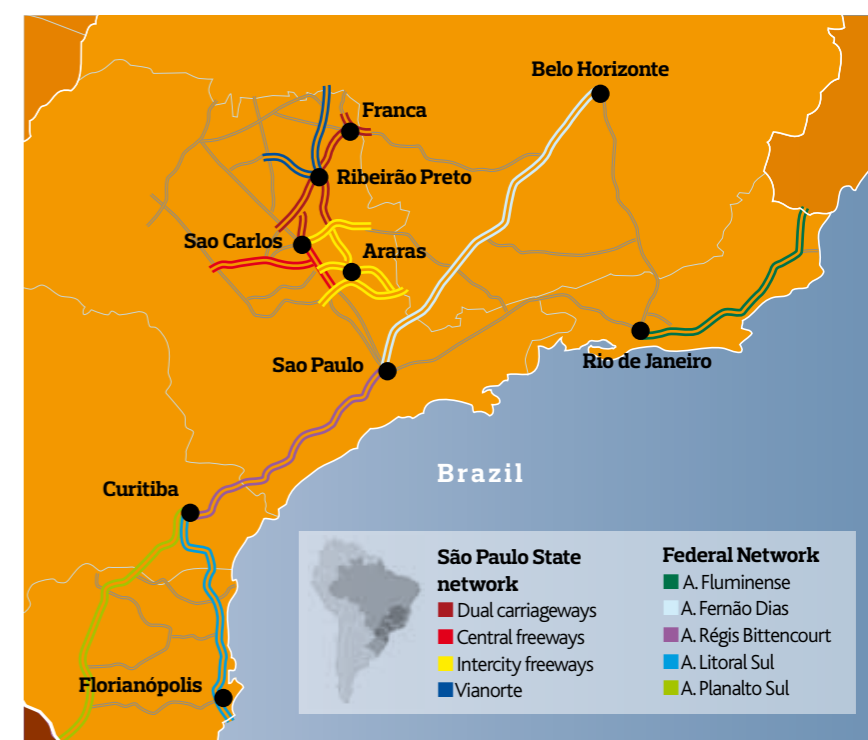 Belo Horizonte
Franca
Ribeirão Preto
Sao Carlos
Araras
Sao Paulo
Rio de Janeiro
Brazil
Curitiba
Florianópolis
São Paulo State
network
Dual carriageways
Central freeways
Intercity freeways
Vianorte
Federal Network
A. Fluminense
A. Fernão Dias
A. Régis Bittencourt
A. Litoral Sul
A. Planalto Sul